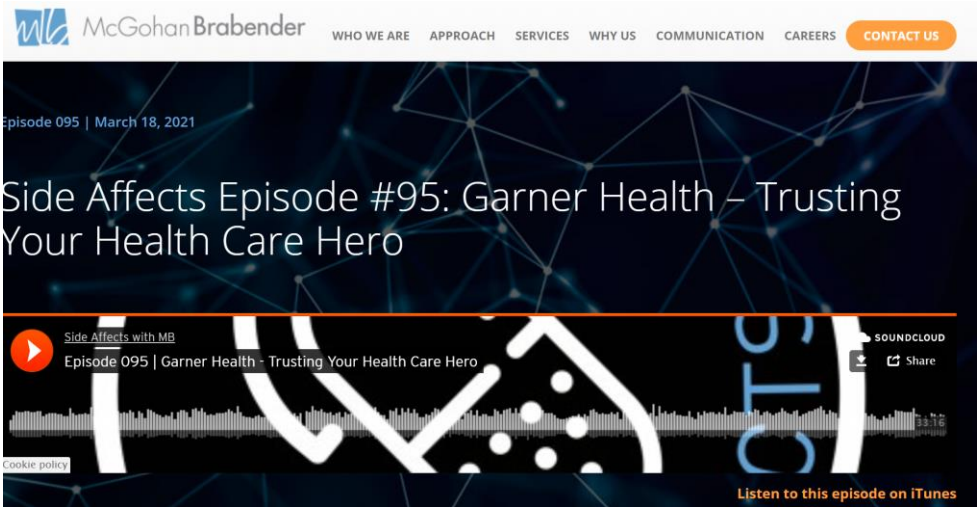 mb McGohan Brabender
WHO WE ARE APPROACH SERVICES WHY US COMMUNICATION CAREERS CONTACT US
Episode 095 | March 18, 2021
Side Affects Episode #95: Garner Health – Trusting
Your Health Care Hero
Side Affects with MB
SOUNDCLOUD
Episode 095 | Garner Health - Trusting Your Health Care Hero
Share
CTS
33:16
Cookie policy
Listen to this episode on iTunes